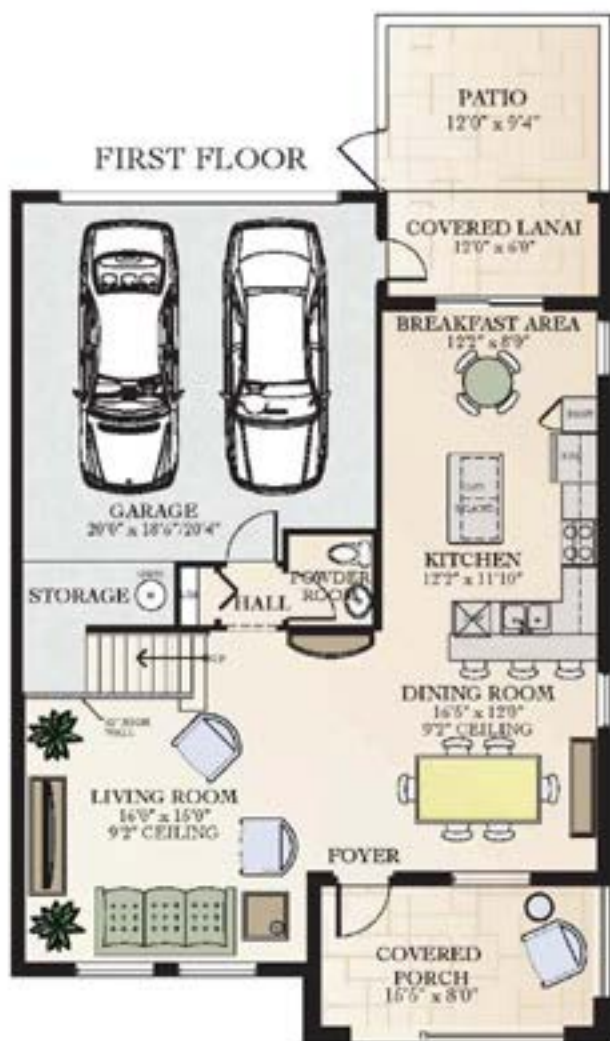 PATIO
12'0" x 9'4"
FIRST FLOOR
COVERED LANAI
12'0" x 6'0"
BREAKFAST AREA
12'2" x 8'0"
GARAGE
20'0" x 18'6"/20'4"
KITCHEN
12'2" x 11'10"
POWDER
ROOM
HALL
STORAGE
UP
DINING ROOM
16'5" x 12'0"
9'2" CEILING
WALL
LIVING ROOM
16'0" x 15'0"
9'2" CEILING
FOYER
COVERED
PORCH
15'5" x 8'0"